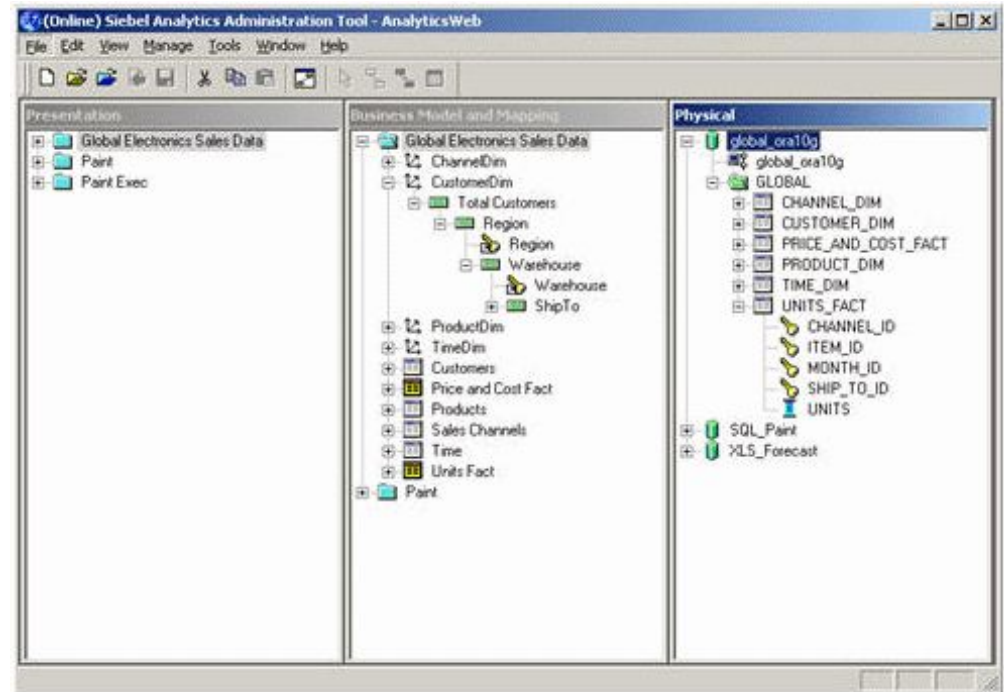 (Online) Siebel Analytics Administration Tool - AnalyticsWeb
File Edit View Manage Tools Window Help
Presentation
Global Electronics Sales Data
Paint
Paint Exec
Business Model and Mapping
Global Electronics Sales Data
ChannelDim
CustomerDim
Total Customers
Region
Region
Warehouse
Warehouse
ShipTo
ProductDim
TimeDim
Customers
Price and Cost Fact
Products
Sales Channels
Time
Units Fact
Paint
Physical
global_ora10g
global_ora10g
GLOBAL
CHANNEL_DIM
CUSTOMER_DIM
PRICE_AND_COST_FACT
PRODUCT_DIM
TIME_DIM
UNITS_FACT
CHANNEL_ID
ITEM_ID
MONTH_ID
SHIP_TO_ID
UNITS
SQL_Paint
XLS_Forecast